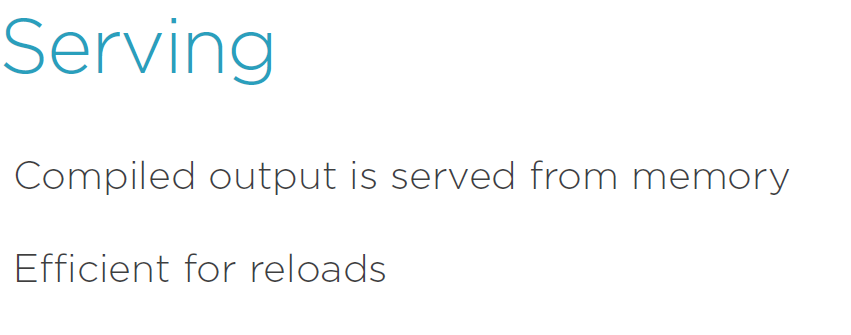 Serving
Compiled output is served from memory
Efficient for reloads